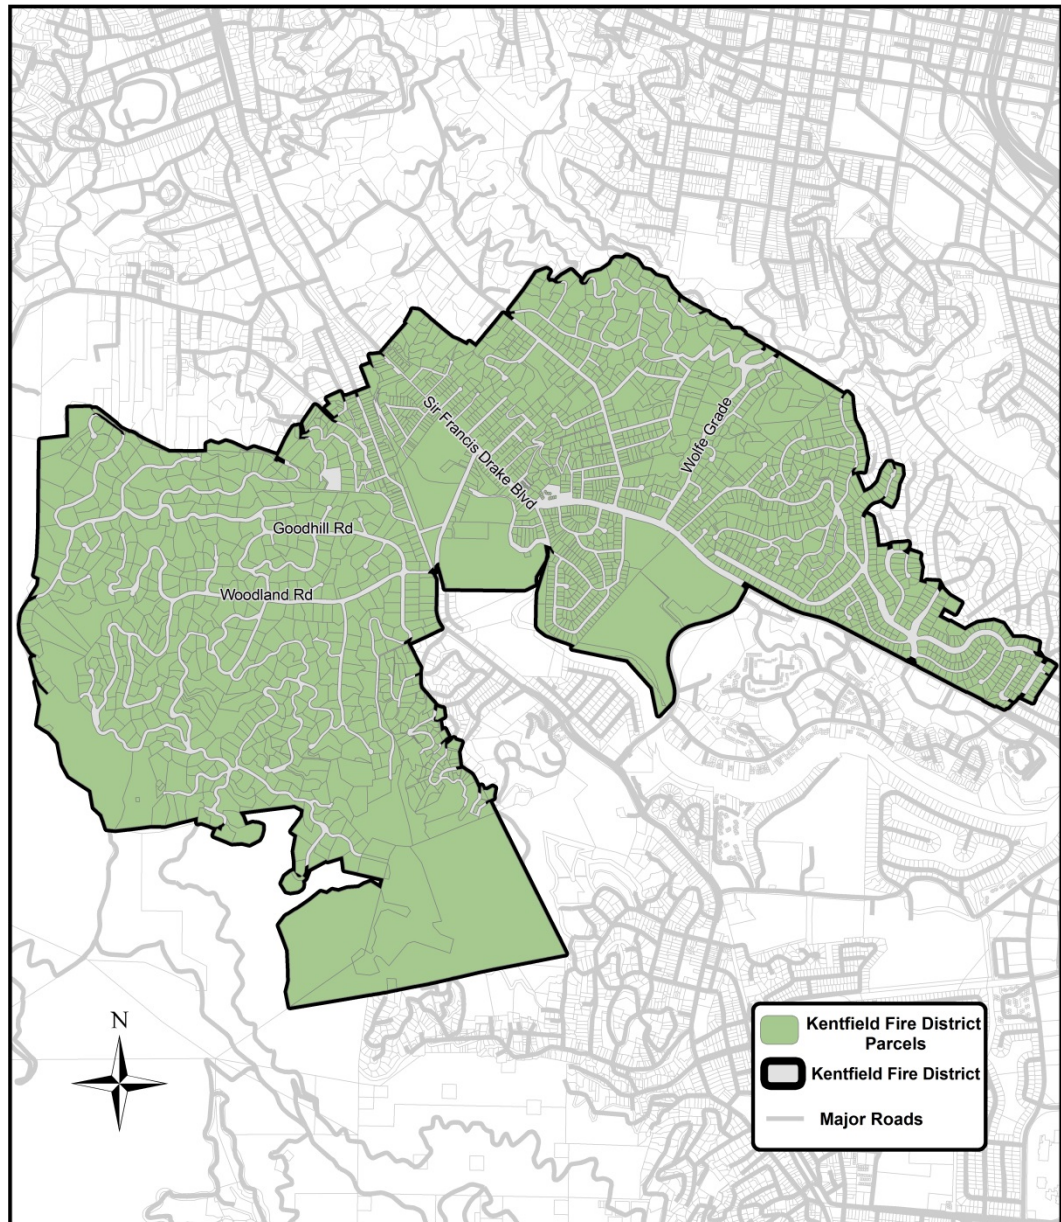 Sir Francis Drake Blvd
Wolfe Grade
Goodhill Rd
Woodland Rd
N
Kentfield Fire District
Parcels
Kentfield Fire District
Major Roads